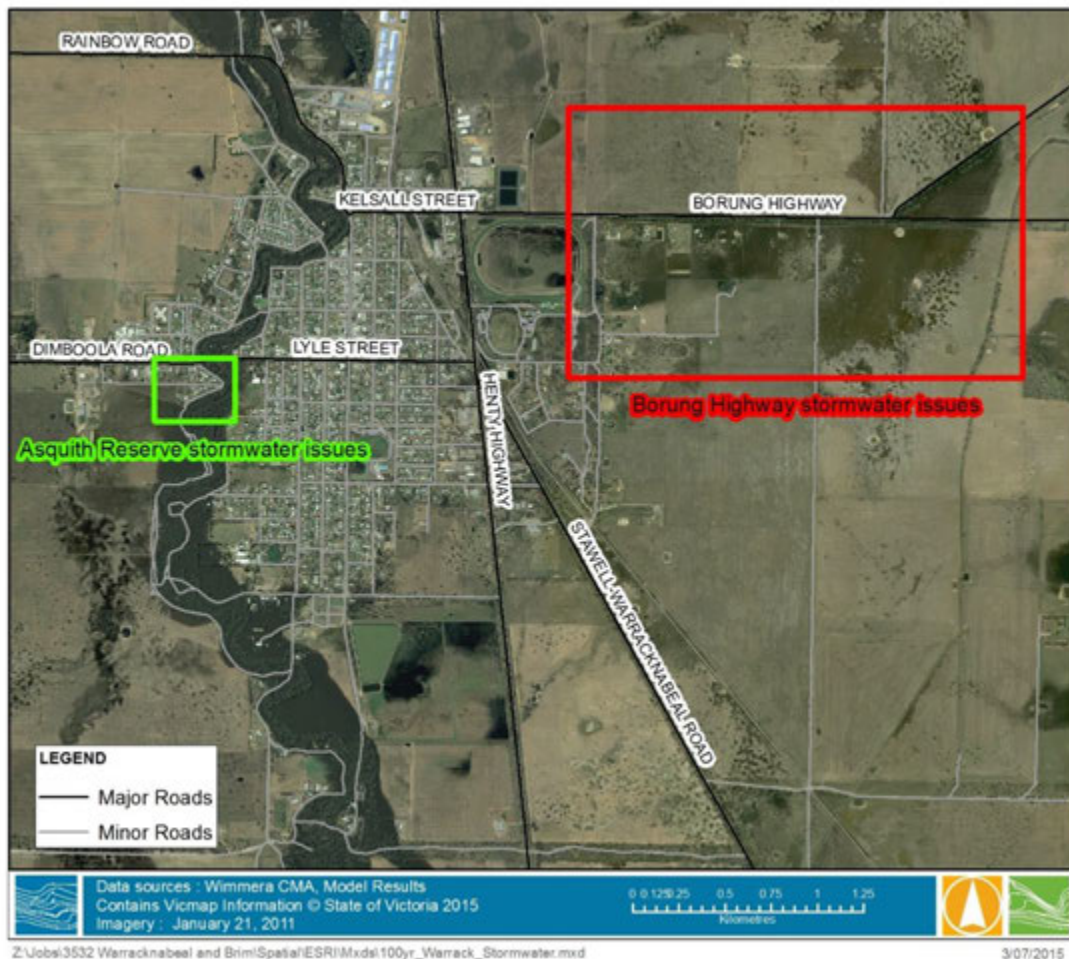 RAINBOW ROAD
KELSALL STREET
BORUNG HIGHWAY
DIMBOOLA ROAD
LYLE STREET
HENTY HIGHWAY
Borung Highway stormwater issues
Asquith Reserve stormwater issues
STAWELL-WARRACKNABEAL ROAD
LEGEND
Major Roads
Minor Roads
Data sources : Wimmera CMA, Model Results
Contains Vicmap Information © State of Victoria 2015
Imagery : January 21, 2011
0 0.1250.25 0.5 0.75 1 1.25
Kilometres
Z:\Jobs\3532 Warracknabeal and Brim\Spatial\ESRI\Mxds\100yr_Warrack_Stormwater.mxd
3/07/2015